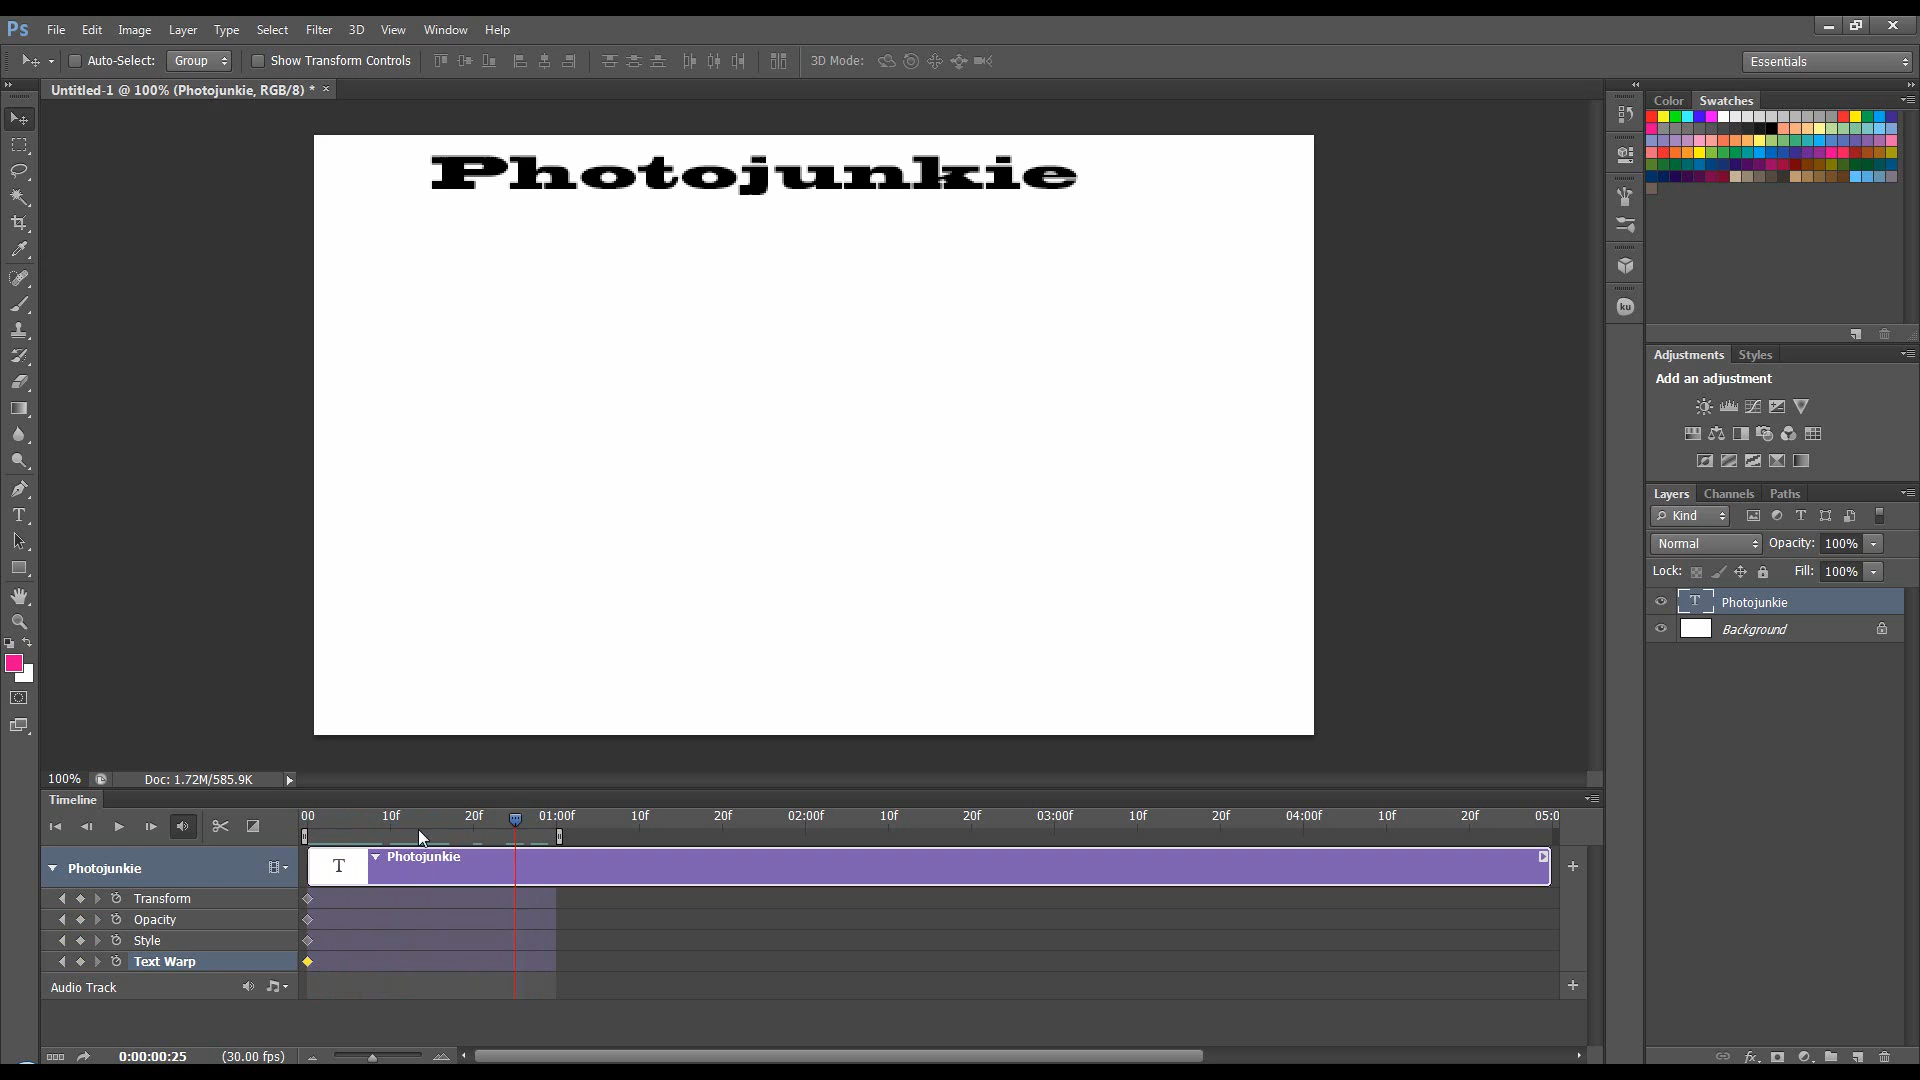 Ps File Edit Image Layer Type Select Filter 3D View Window Help
Auto-Select: Group Show Transform Controls 3D Mode: Essentials
Untitled-1 @ 100% (Photojunkie, RGB/8) * ×
Photojunkie
Color Swatches
ku
Adjustments Styles
Add an adjustment
Layers Channels Paths
Kind
Normal Opacity: 100%
Lock: Fill: 100%
T Photojunkie
Background
100% Doc: 1.72M/585.9K
Timeline
00 10f 20f 01:00f 10f 20f 02:00f 10f 20f 03:00f 10f 20f 04:00f 10f 20f 05:0
Photojunkie T Photojunkie
Transform
Opacity
Style
Text Warp
Audio Track
0:00:00:25 (30.00 fps)
fx